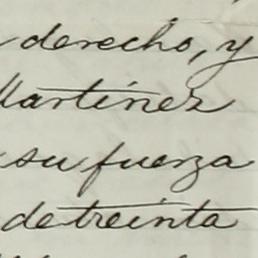 derecho, y
Martínez
su fuerza
de treinta